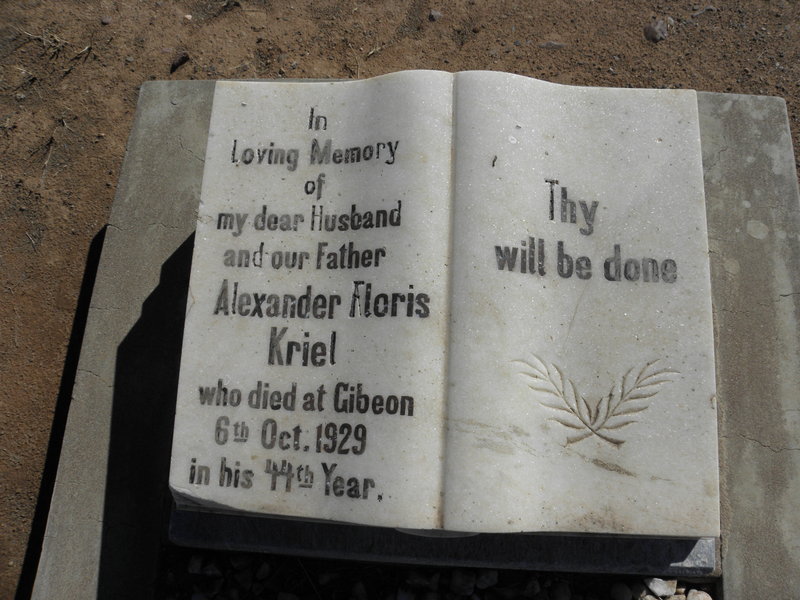 In
Loving Memory
of
my dear Husband
and our Father
Alexander Floris
Kriel
who died at Gibeon
6th Oct. 1929
in his 44th Year.
Thy
will be done